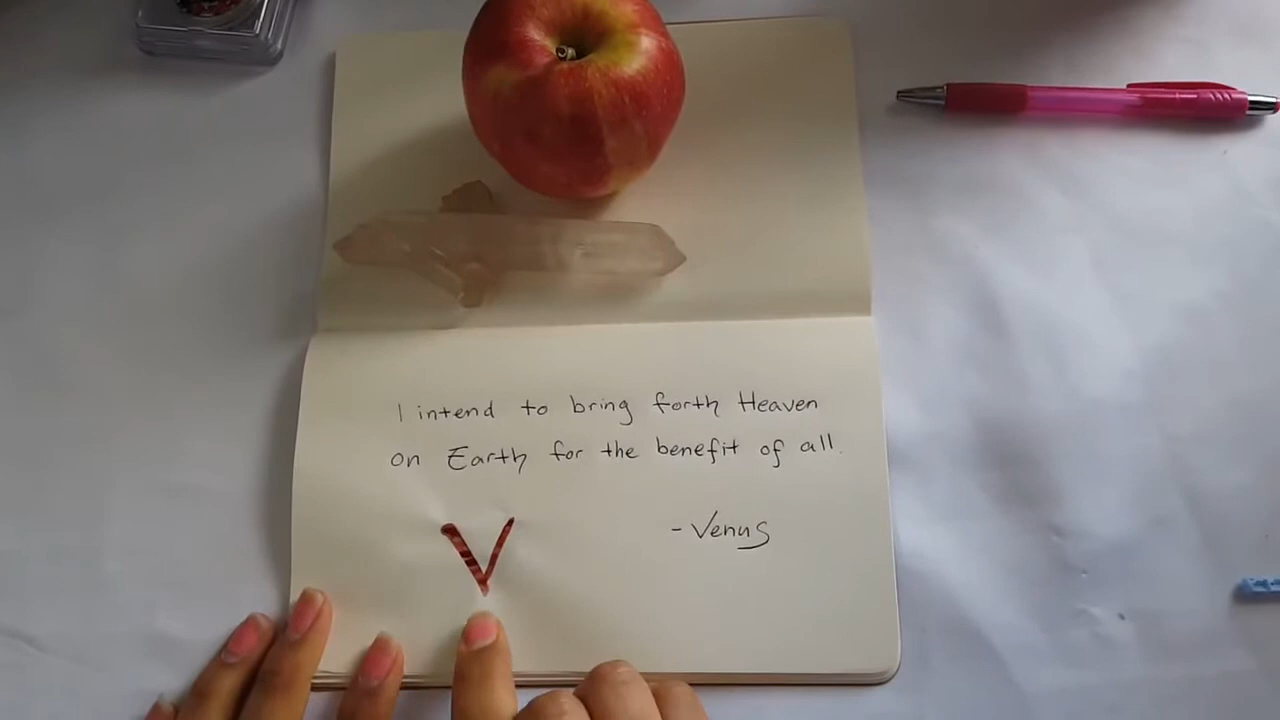 I intend to bring forth Heaven
on Earth for the benefit of all.
V
- Venus